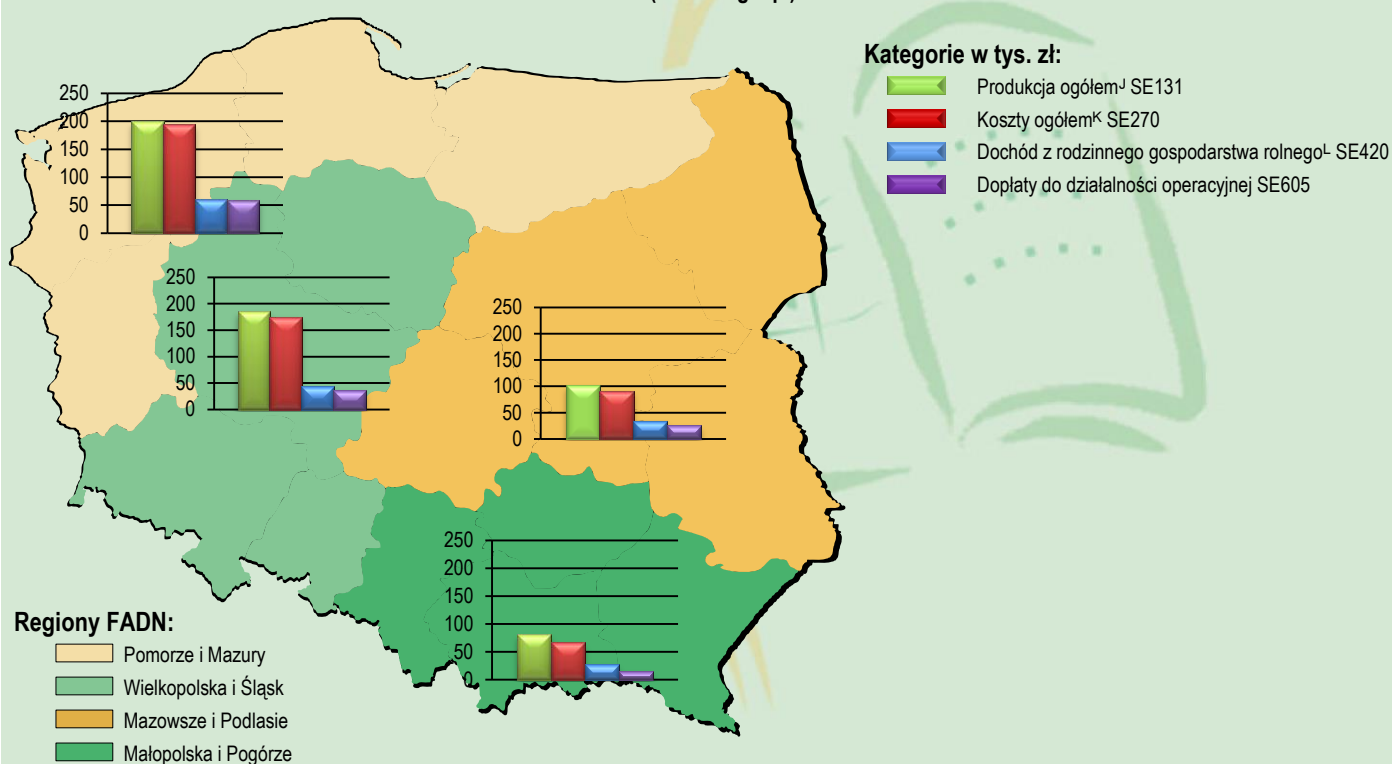 Kategorie w tys. zł:
Produkcja ogółemᴶ SE131
Koszty ogółemᴷ SE270
Dochód z rodzinnego gospodarstwa rolnegoᴸ SE420
Dopłaty do działalności operacyjnej SE605
250
200
150
100
50
0
250
200
150
100
50
0
250
200
150
100
50
0
250
200
150
100
50
0
Regiony FADN:
Pomorze i Mazury
Wielkopolska i Śląsk
Mazowsze i Podlasie
Małopolska i Pogórze